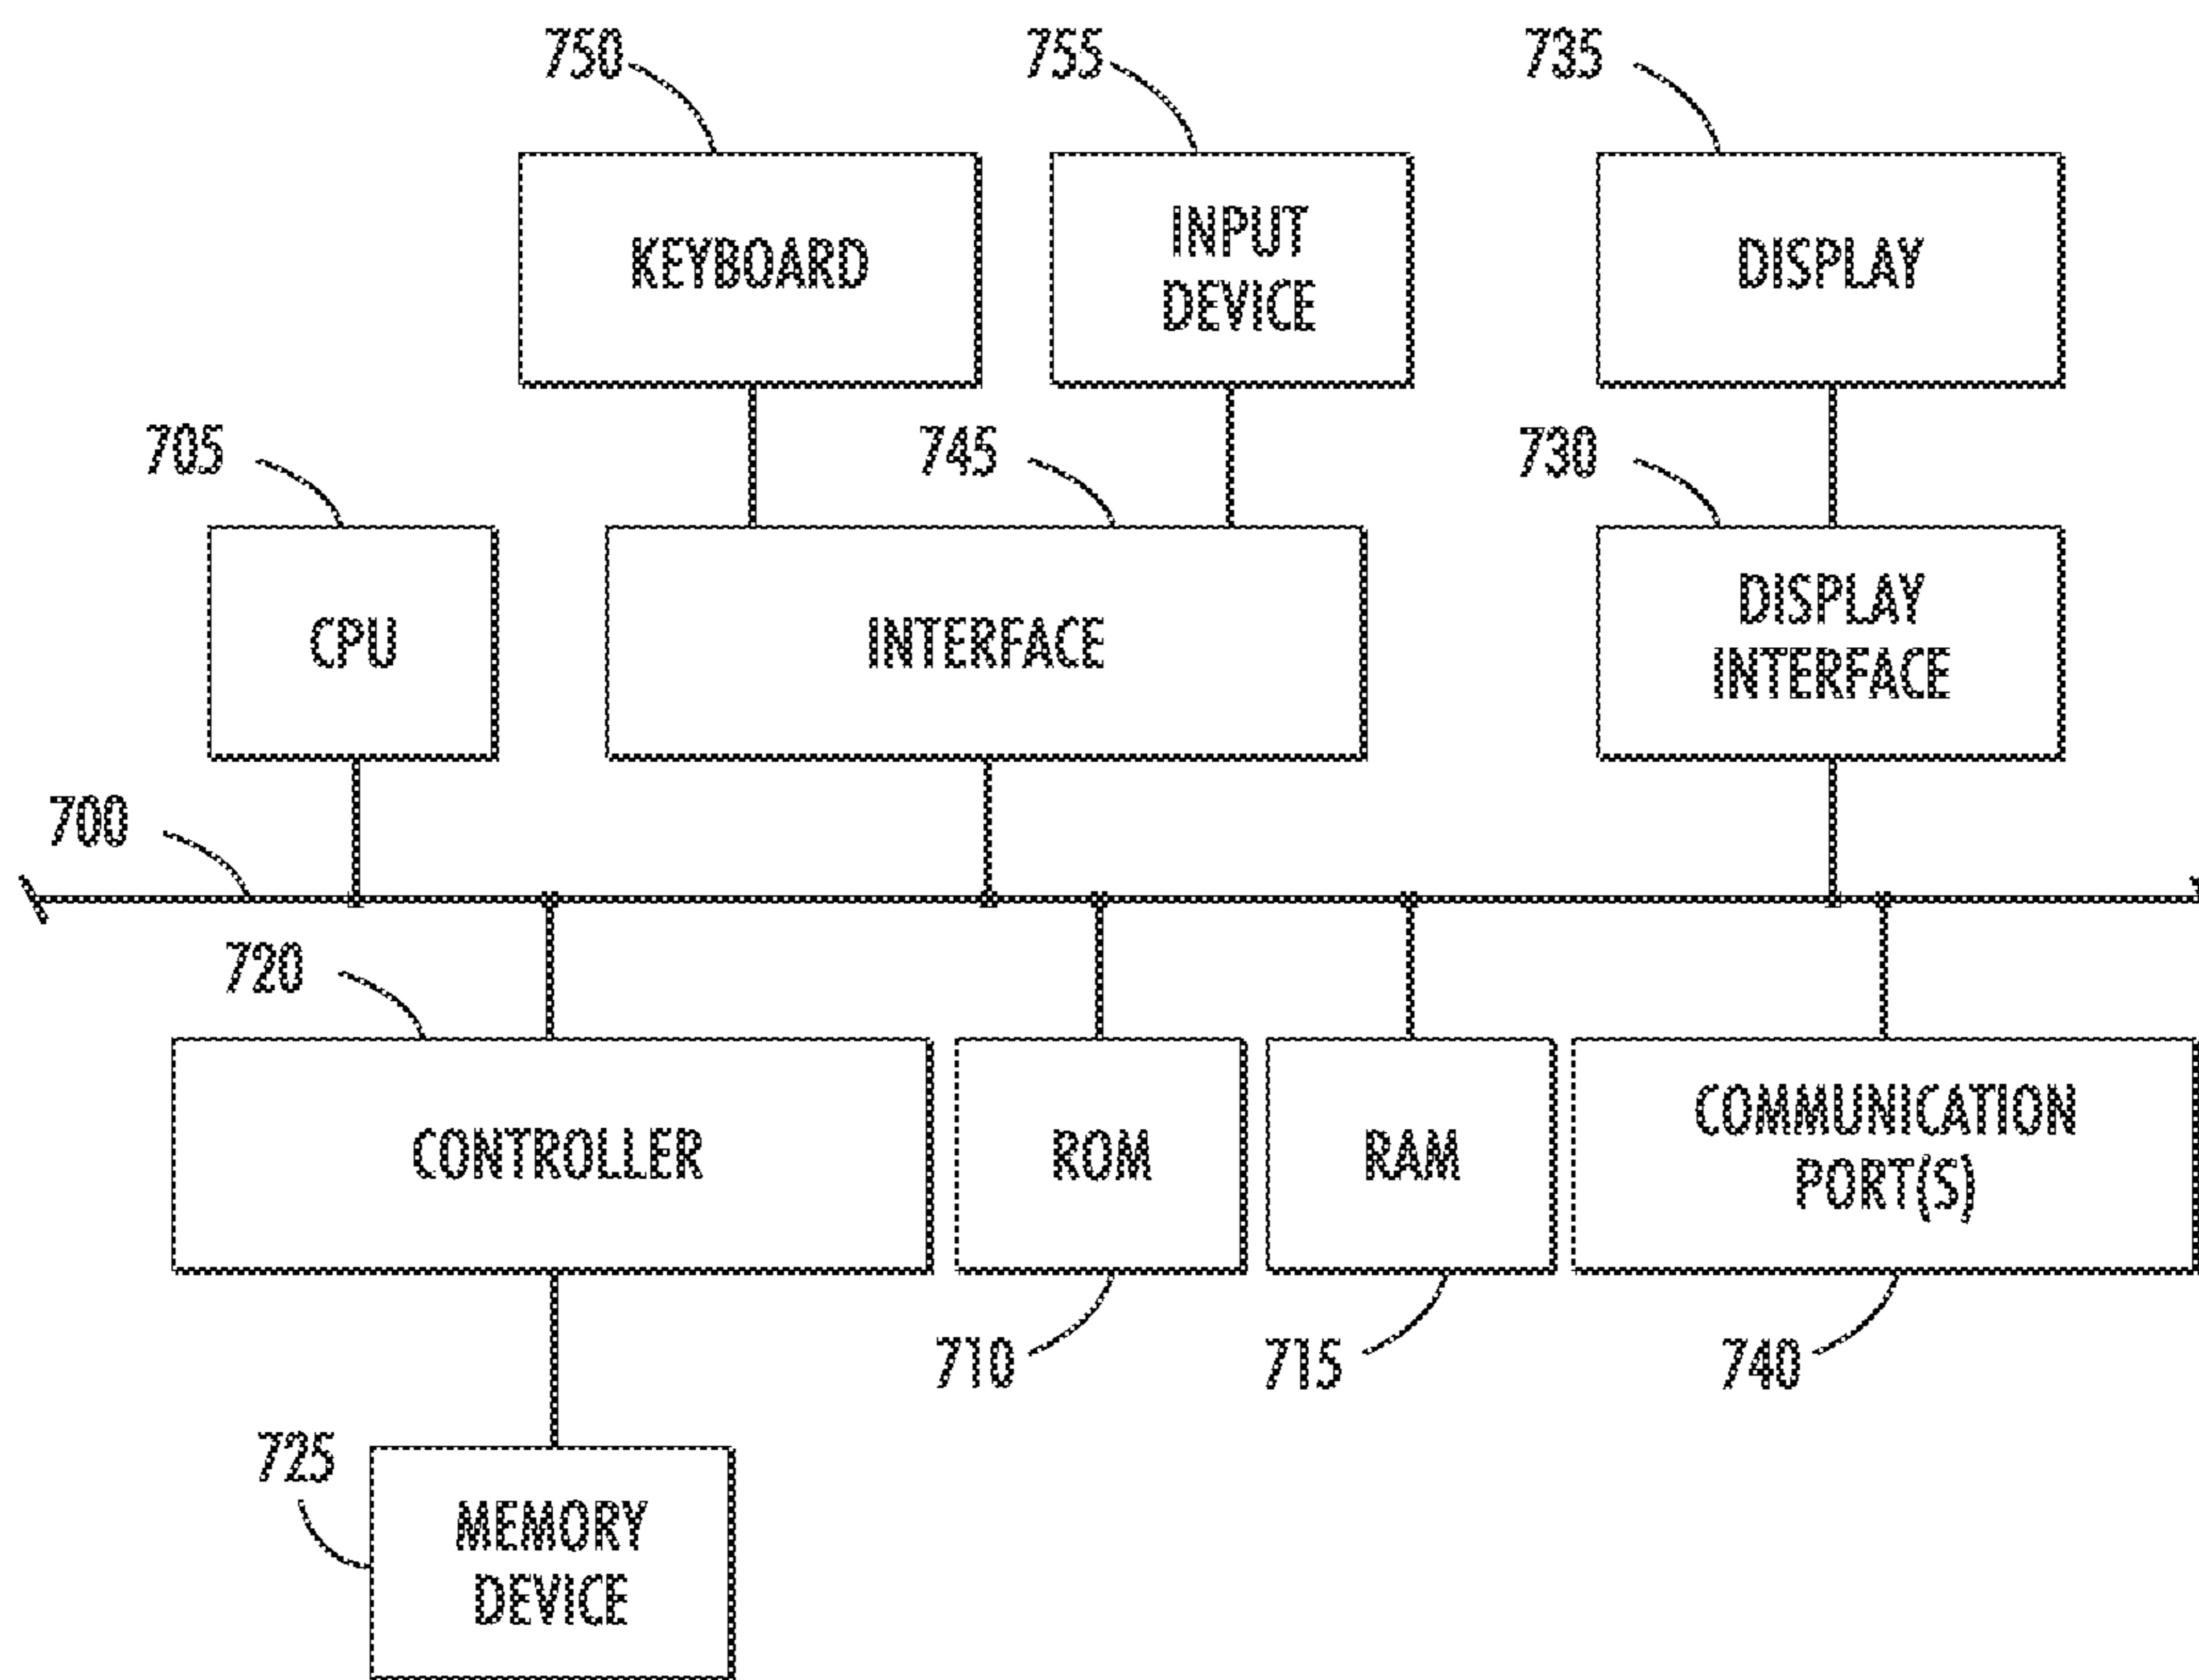 750
755
735
KEYBOARD
INPUT
DEVICE
DISPLAY
705
745
730
CPU
INTERFACE
DISPLAY
INTERFACE
700
720
CONTROLLER
ROM
RAM
COMMUNICATION
PORT(S)
710
715
740
725
MEMORY
DEVICE